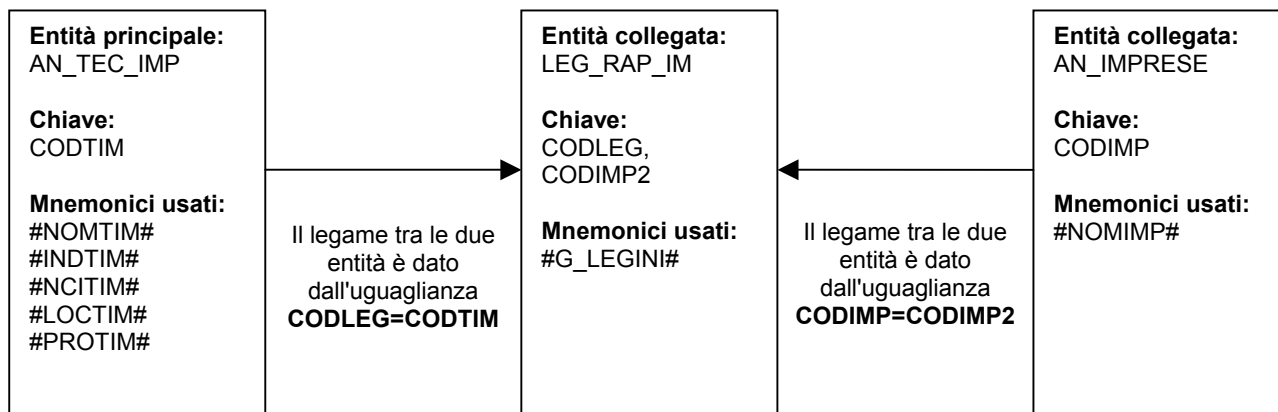 Entità principale:
AN_TEC_IMP
Chiave:
CODTIM
Mnemonici usati:
#NOMTIM#
#INDTIM#
#NCITIM#
#LOCTIM#
#PROTIM#
Il legame tra le due
entità è dato
dall'uguaglianza
CODLEG=CODTIM
Entità collegata:
LEG_RAP_IM
Chiave:
CODLEG,
CODIMP2
Mnemonici usati:
#G_LEGINI#
Il legame tra le due
entità è dato
dall'uguaglianza
CODIMP=CODIMP2
Entità collegata:
AN_IMPRESE
Chiave:
CODIMP
Mnemonici usati:
#NOMIMP#